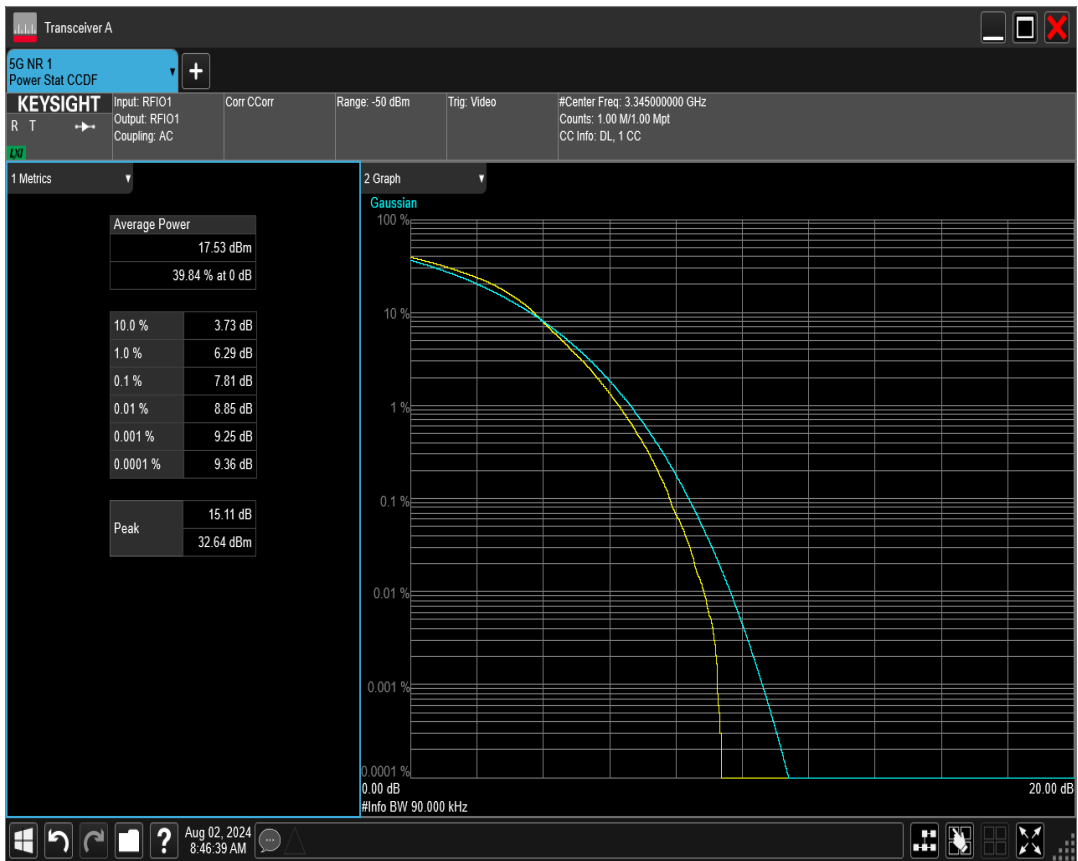 Transceiver A
5G NR 1
Power Stat CCDF
+
KEYSIGHT
R T
LXI
Input: RFIO1
Output: RFIO1
Coupling: AC
Corr CCorr
Range: -50 dBm
Trig: Video
#Center Freq: 3.345000000 GHz
Counts: 1.00 M/1.00 Mpt
CC Info: DL, 1 CC
1 Metrics
Average Power
17.53 dBm
39.84 % at 0 dB
10.0 % 3.73 dB
1.0 % 6.29 dB
0.1 % 7.81 dB
0.01 % 8.85 dB
0.001 % 9.25 dB
0.0001 % 9.36 dB
Peak
15.11 dB
32.64 dBm
2 Graph
Gaussian
100 %
10 %
1 %
0.1 %
0.01 %
0.001 %
0.0001 %
0.00 dB 20.00 dB
#Info BW 90.000 kHz
?
Aug 02, 2024
8:46:39 AM